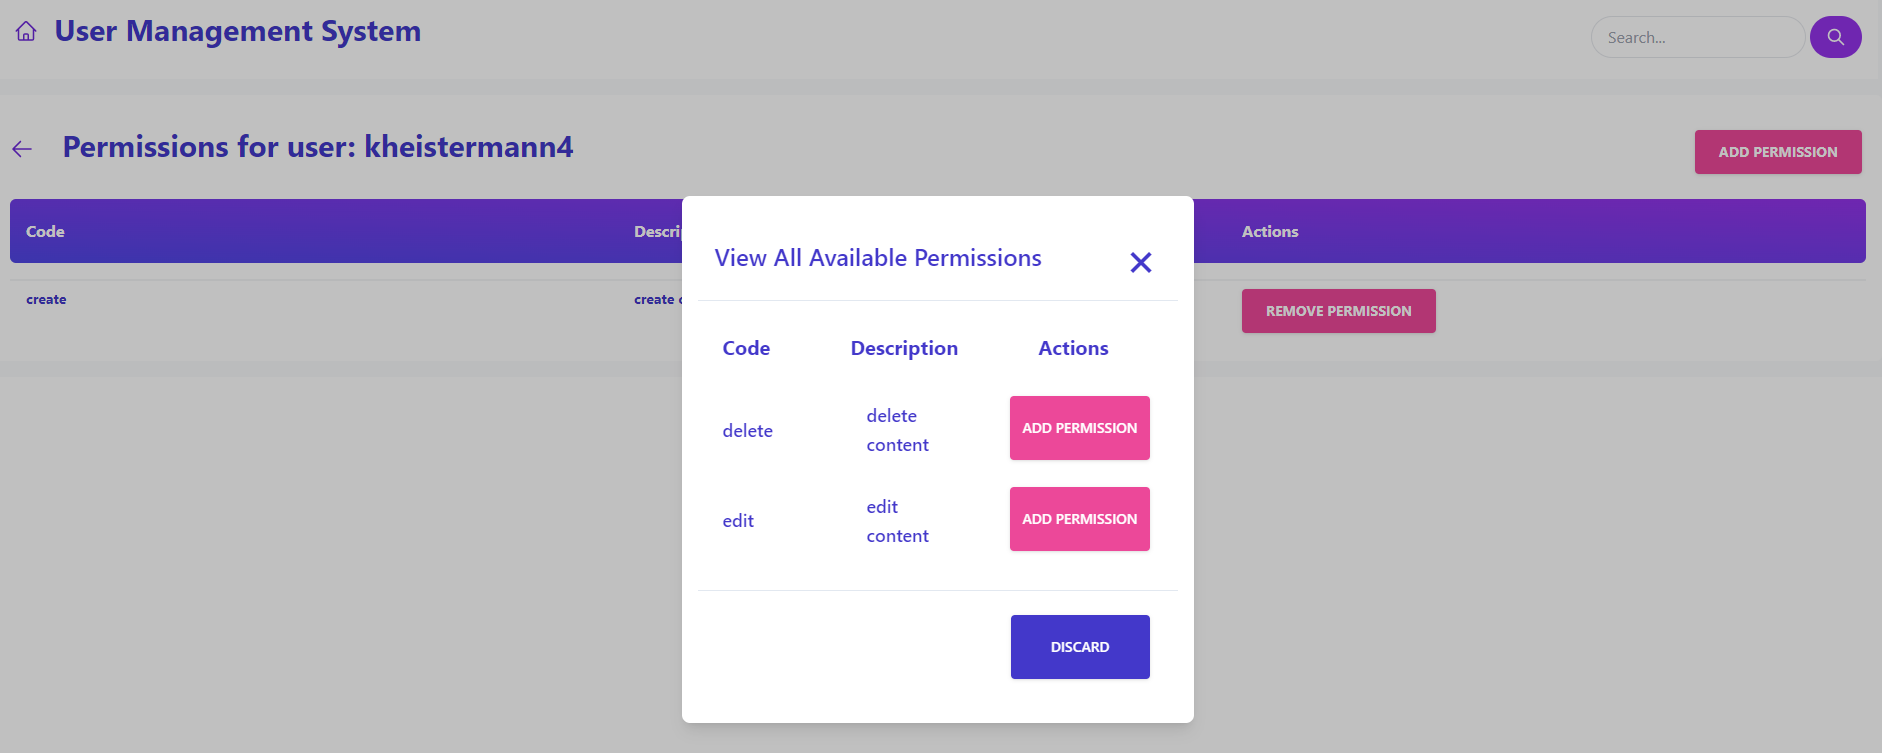 User Management System
Search...
Permissions for user: kheistermann4
ADD PERMISSION
Code
Actions
create
create
REMOVE PERMISSION
View All Available Permissions
Code Description Actions
delete
delete
content
ADD PERMISSION
edit
edit
content
ADD PERMISSION
DISCARD